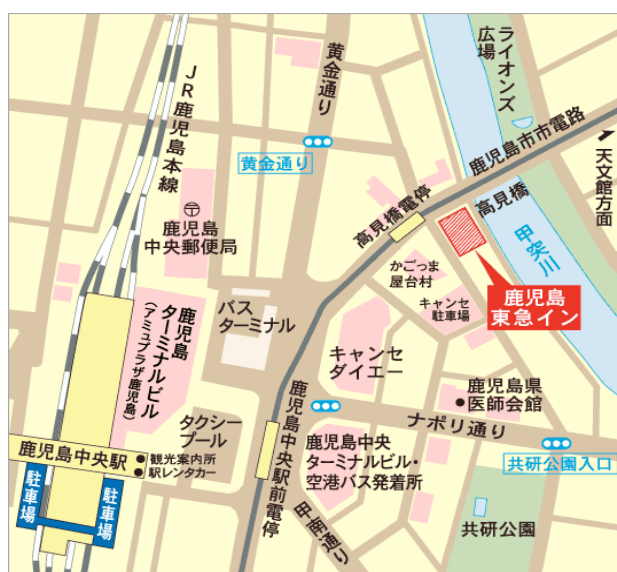 JR鹿児島本線
黄金通り
黄金通り
ライオンズ
広場
鹿児島市市電路
天文館方面
高見橋電停
高見橋
甲突川
〒
鹿児島
中央郵便局
かごっま
屋台村
キャンセ
駐車場
鹿児島
東急イン
バス
ターミナル
鹿児島
ターミナルビル
(アミュプラザ鹿児島)
キャンセ
ダイエー
鹿児島県
医師会館
タクシー
プール
鹿児島中央駅前電停
ナポリ通り
鹿児島中央駅
観光案内所
駅レンタカー
鹿児島中央
ターミナルビル・
空港バス発着所
共研公園入口
駐車場
駐車場
甲南通り
共研公園